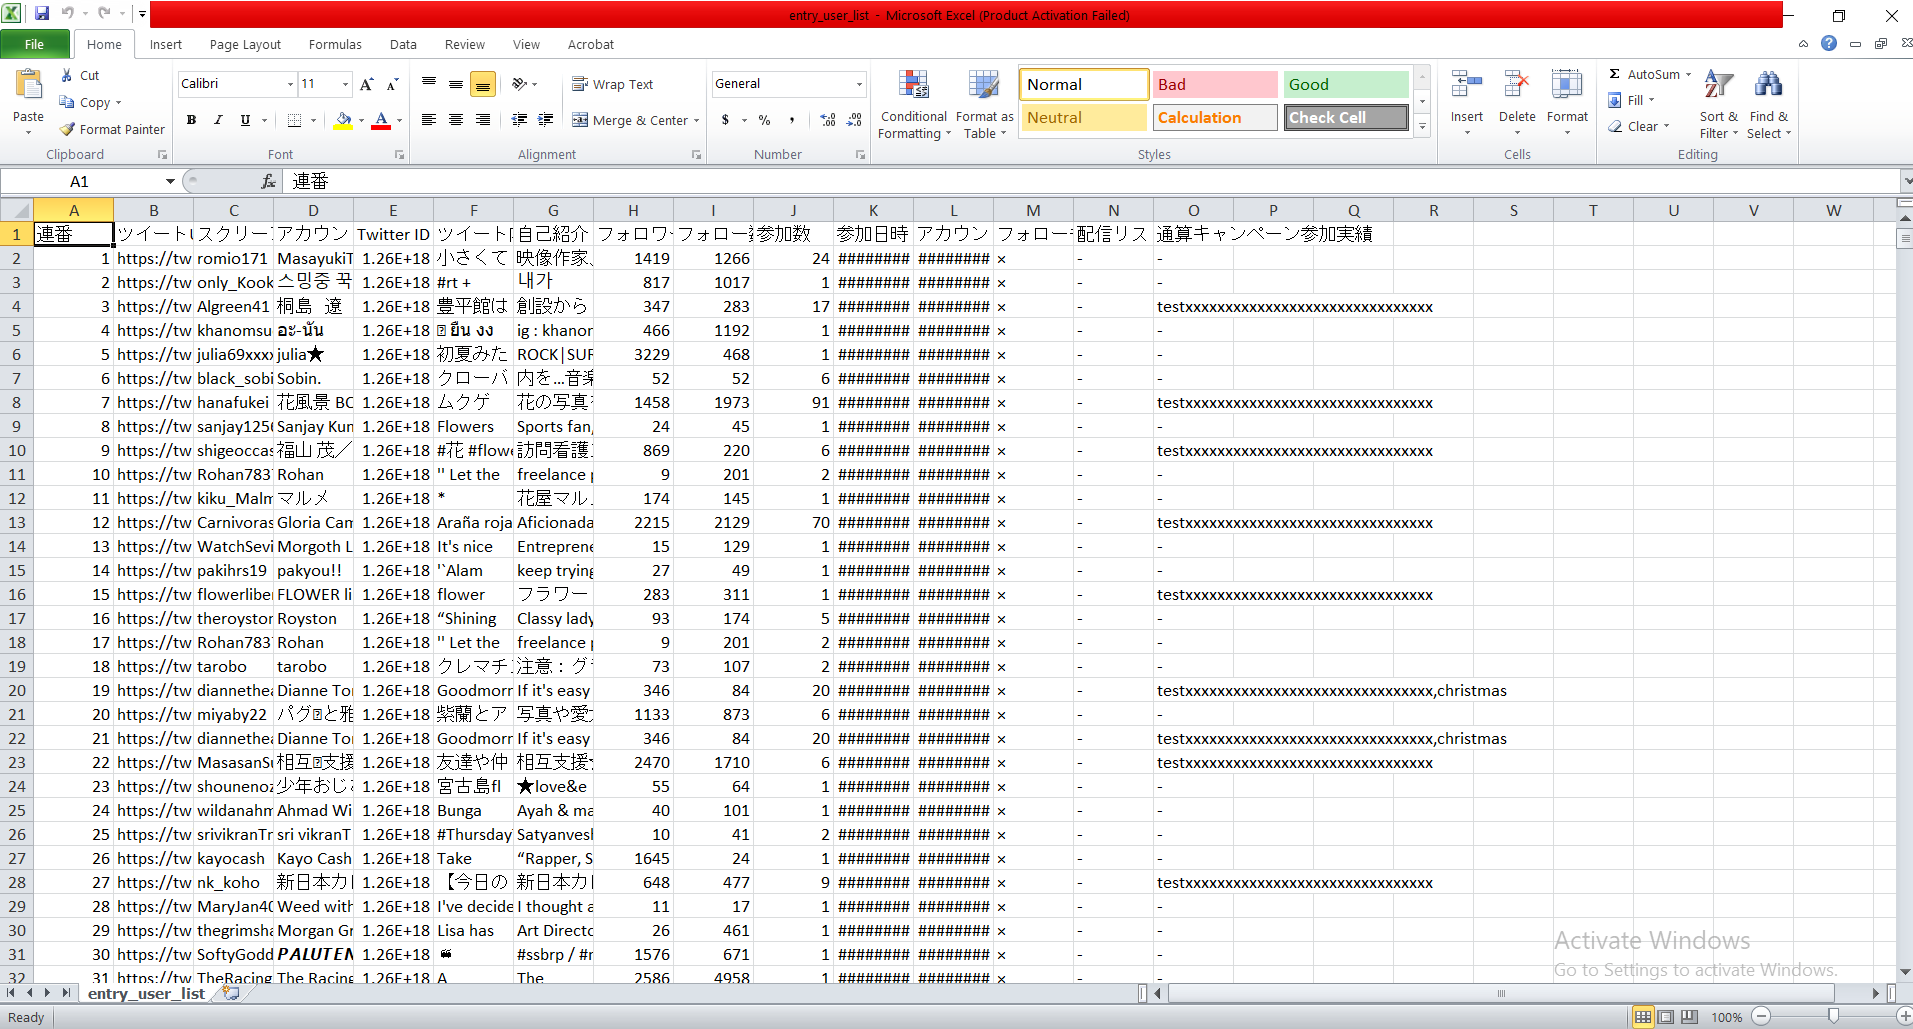 entry_user_list - Microsoft Excel (Product Activation Failed)
File Home Insert Page Layout Formulas Data Review View Acrobat
Cut
Copy
Format Painter
Paste
Clipboard
Calibri 11
B I U
Font
Wrap Text
Merge & Center
Alignment
General
$ % ,
Number
Conditional Formatting
Format as Table
Normal Bad Good
Neutral Calculation Check Cell
Styles
Insert Delete Format
Cells
Σ AutoSum
Fill
Clear
Sort & Filter
Find & Select
Editing
A1 fx 連番
A B C D E F G H I J K L M N O P Q R S T U V W
1 連番 ツイート スクリー アカウン Twitter ID ツイート 自己紹介 フォロワ フォロー 参加数 参加日時 アカウン フォロー 配信リス 通算キャンペーン参加実績
2 1 https://tw romio171 MasayukiT 1.26E+18 小さくて 映像作家、 1419 1266 24 ######## ######## × - -
3 2 https://tw only_Kook 스밍중 꾹 1.26E+18 #rt + 내가 817 1017 1 ######## ######## × - -
4 3 https://tw Algreen41 桐島 遼 1.26E+18 豊平館は 創設から 347 283 17 ######## ######## × - testxxxxxxxxxxxxxxxxxxxxxxxxxxxxxxx
5 4 https://tw khanomsu อะ-นัน 1.26E+18 ยืน งง ig : khanor 466 1192 1 ######## ######## × - -
6 5 https://tw julia69xxxx julia★ 1.26E+18 初夏みた ROCK|SUF 3229 468 1 ######## ######## × - -
7 6 https://tw black_sobi Sobin. 1.26E+18 クローバ 内を...音楽 52 52 6 ######## ######## × - -
8 7 https://tw hanafukei 花風景 BC 1.26E+18 ムクゲ 花の写真 1458 1973 91 ######## ######## × - testxxxxxxxxxxxxxxxxxxxxxxxxxxxxxxx
9 8 https://tw sanjay1256 Sanjay Kum 1.26E+18 Flowers Sports fan, 24 45 1 ######## ######## × - -
10 9 https://tw shigeoccas 福山 茂／ 1.26E+18 #花 #flowe 訪問看護 869 220 6 ######## ######## × - testxxxxxxxxxxxxxxxxxxxxxxxxxxxxxxx
11 10 https://tw Rohan7837 Rohan 1.26E+18 " Let the freelance p 9 201 2 ######## ######## × - -
12 11 https://tw kiku_Malm マルメ 1.26E+18 * 花屋マル 174 145 1 ######## ######## × - -
13 12 https://tw Carnivoras Gloria Cam 1.26E+18 Araña roja Aficionada 2215 2129 70 ######## ######## × - testxxxxxxxxxxxxxxxxxxxxxxxxxxxxxxx
14 13 https://tw WatchSevi Morgoth L 1.26E+18 It's nice Entreprene 15 129 1 ######## ######## × - -
15 14 https://tw pakihrs19 pakyou!! 1.26E+18 '`Alam keep trying 27 49 1 ######## ######## × - -
16 15 https://tw flowerliber FLOWER li 1.26E+18 flower フラワー 283 311 1 ######## ######## × - testxxxxxxxxxxxxxxxxxxxxxxxxxxxxxxx
17 16 https://tw theroyston Royston 1.26E+18 “Shining Classy lady 93 174 5 ######## ######## × - -
18 17 https://tw Rohan7837 Rohan 1.26E+18 " Let the freelance p 9 201 2 ######## ######## × - -
19 18 https://tw tarobo tarobo 1.26E+18 クレマチ 注意：グ 73 107 2 ######## ######## × - -
20 19 https://tw diannethea Dianne Tor 1.26E+18 Goodmorn If it's easy 346 84 20 ######## ######## × - testxxxxxxxxxxxxxxxxxxxxxxxxxxxxxxx,christmas
21 20 https://tw miyaby22 パグと雅 1.26E+18 紫蘭とア 写真や愛 1133 873 6 ######## ######## × - -
22 21 https://tw diannethea Dianne Tor 1.26E+18 Goodmorn If it's easy 346 84 20 ######## ######## × - testxxxxxxxxxxxxxxxxxxxxxxxxxxxxxxx,christmas
23 22 https://tw MasasanSu 相互支援 1.26E+18 友達や仲 相互支援 2470 1710 6 ######## ######## × - testxxxxxxxxxxxxxxxxxxxxxxxxxxxxxxx
24 23 https://tw shounenoz 少年おじ 1.26E+18 宮古島fl ★love&e 55 64 1 ######## ######## × - -
25 24 https://tw wildanahm Ahmad Wi 1.26E+18 Bunga Ayah & ma 40 101 1 ######## ######## × - -
26 25 https://tw srivikranTr sri vikranT 1.26E+18 #Thursday Satyanvesh 10 41 2 ######## ######## × - -
27 26 https://tw kayocash Kayo Cash 1.26E+18 Take “Rapper, S 1645 24 1 ######## ######## × - -
28 27 https://tw nk_koho 新日本カ 1.26E+18 【今日の 新日本カ 648 477 9 ######## ######## × - testxxxxxxxxxxxxxxxxxxxxxxxxxxxxxxx
29 28 https://tw MaryJan40 Weed with 1.26E+18 I've decide I thought a 11 17 1 ######## ######## × - -
30 29 https://tw thegrimsha Morgan Gr 1.26E+18 Lisa has Art Directo 26 461 1 ######## ######## × - -
31 30 https://tw SoftyGodd PALUTEN 1.26E+18 #ssbrp / #r 1576 671 1 ######## ######## × - -
32 31 https://tw TheRacing The Racing 1.26E+18 A The 2586 4958 1 ######## ######## × - -
Activate Windows
Go to Settings to activate Windows.
entry_user_list
Ready 100%